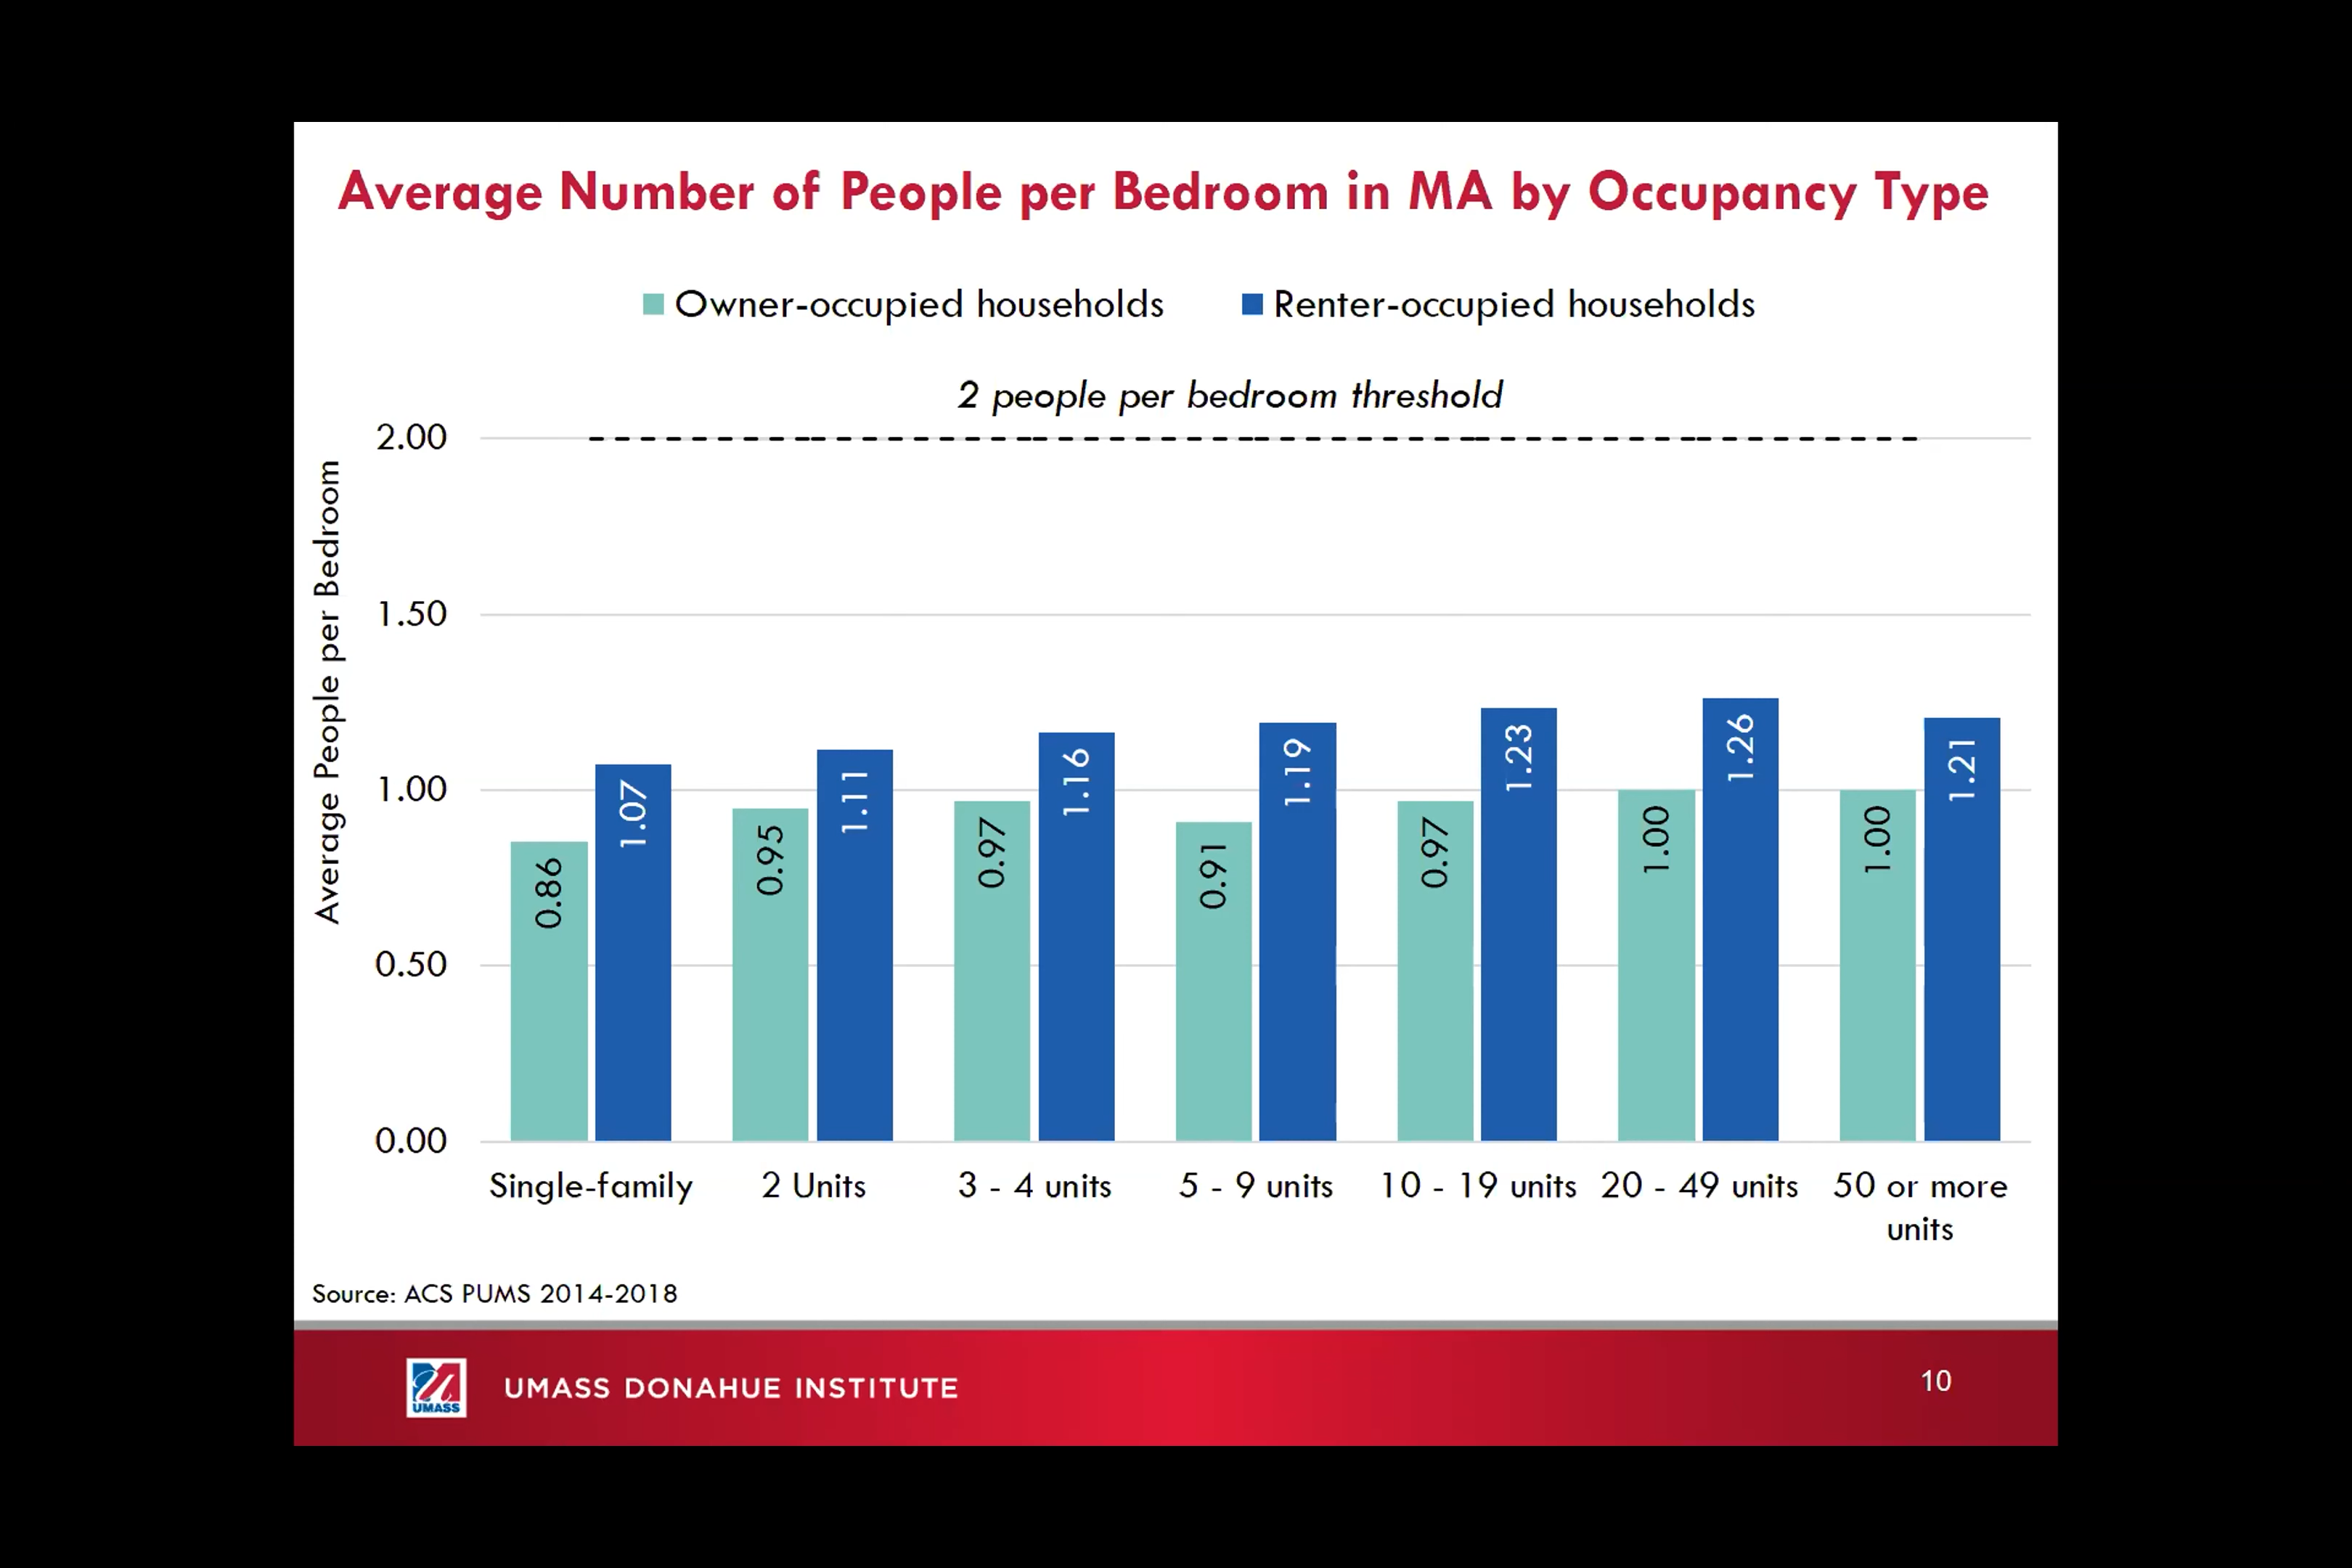 Average Number of People per Bedroom in MA by Occupancy Type
Owner-occupied households
Renter-occupied households
2 people per bedroom threshold
Average People per Bedroom
2.00
1.50
1.00
0.50
0.00
0.86
1.07
0.95
1.11
0.97
1.16
0.91
1.19
0.97
1.23
1.00
1.26
1.00
1.21
Single-family
2 Units
3 - 4 units
5 - 9 units
10 - 19 units
20 - 49 units
50 or more
units
Source: ACS PUMS 2014-2018
UMASS
UMASS DONAHUE INSTITUTE
10